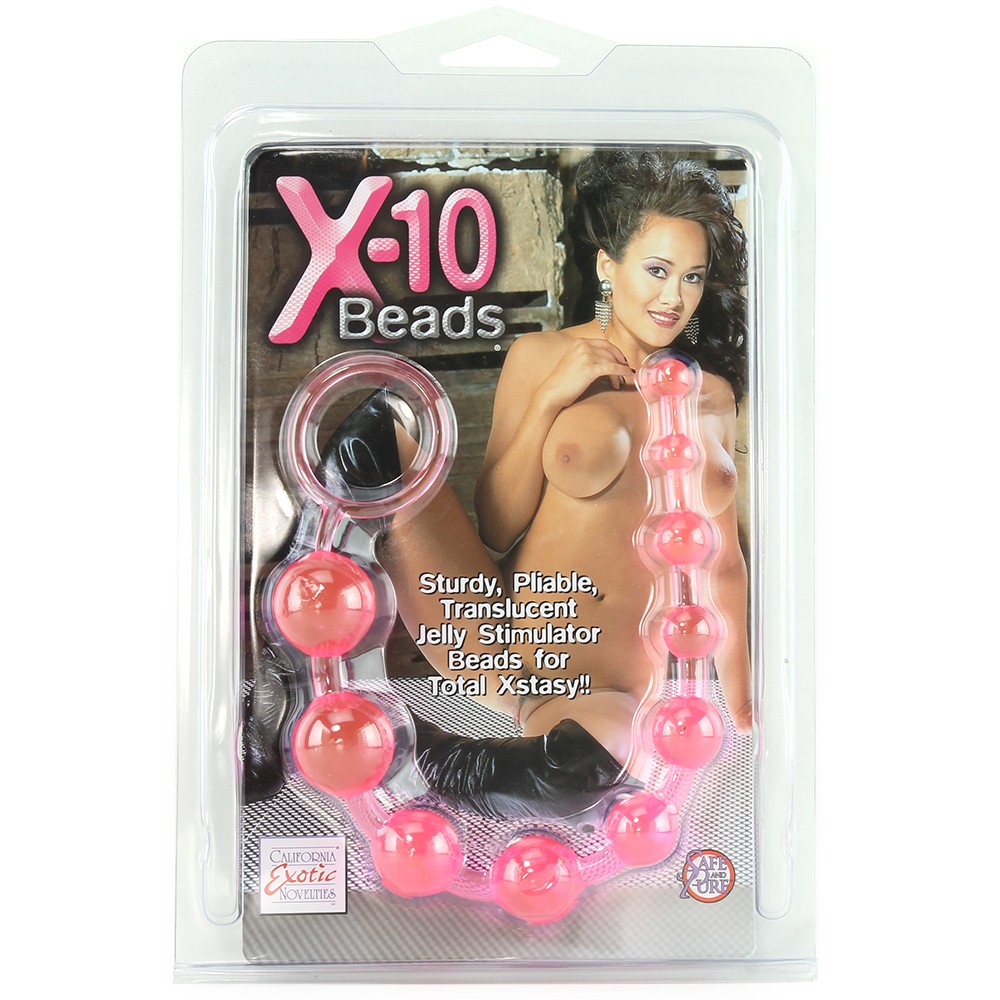 X-10
Beads®
Sturdy, Pliable,
Translucent
Jelly Stimulator
Beads for
Total Xstasy!!
CALIFORNIA®
Exotic
NOVELTIES
SAFE
AND
PURE